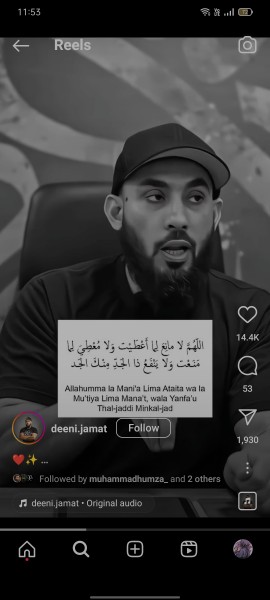 11:53
Reels
اللَّهُمَّ لَا مَانِعَ لِمَا أَعْطَيْتَ وَلَا مُعْطِيَ لِمَا
مَنَعْتَ وَلَا يَنْفَعُ ذَا الْجَدِّ مِنْكَ الْجَد
Allahumma la Mani'a Lima Ataita wa la
Mu'tiya Lima Mana't, wala Yanfa'u
Thal-jaddi Minkal-jad
14.4K
53
1,930
deeni.jamat Follow
❤️✨ ...
Followed by muhammadhumza_ and 2 others
deeni.jamat • Original audio